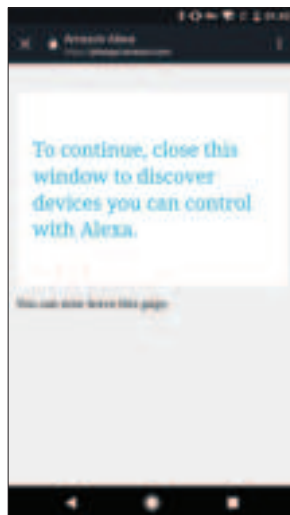 Amazon Alexa
To continue, close this
window to discover
devices you can control
with Alexa.
You can now leave this page